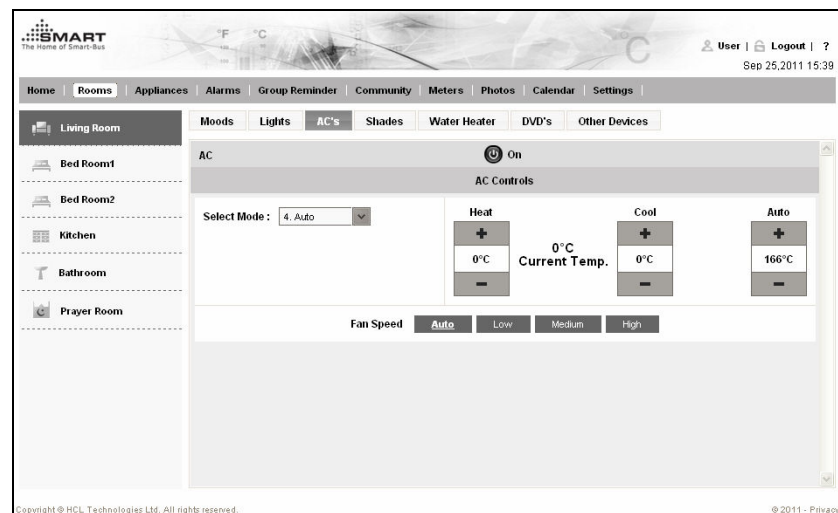 SMART
The Home of Smart-Bus
°F °C
°C
User | Logout | ?
Sep 25,2011 15:39
Home | Rooms | Appliances | Alarms | Group Reminder | Community | Meters | Photos | Calendar | Settings |
Living Room
Bed Room1
Bed Room2
Kitchen
Bathroom
Prayer Room
Moods Lights AC's Shades Water Heater DVD's Other Devices
AC On
AC Controls
Select Mode : 4. Auto
Heat Cool Auto
+ + +
0°C 0°C 166°C
0°C
Current Temp.
− − −
Fan Speed Auto Low Medium High
Copyright © HCL Technologies Ltd. All rights reserved.
© 2011 - Privac